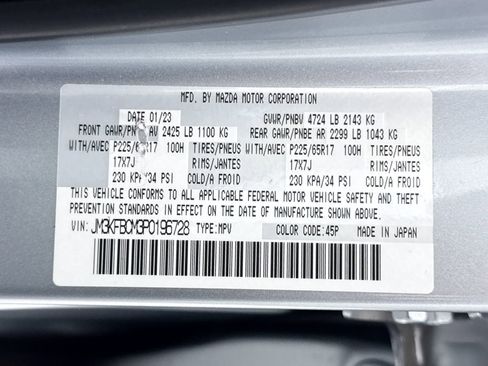 MFD. BY MAZDA MOTOR CORPORATION
DATE 01/23 GVWR/PNBV 4724 LB 2143 KG
FRONT GAWR/PNBE AV 2425 LB 1100 KG REAR GAWR/PNBE AR 2299 LB 1043 KG
WITH/AVEC P225/65R17 100H TIRES/PNEUS WITH/AVEC P225/65R17 100H TIRES/PNEUS
17X7J RIMS/JANTES 17X7J RIMS/JANTES
230 KPA/34 PSI COLD/A FROID 230 KPA/34 PSI COLD/A FROID
THIS VEHICLE CONFORMS TO ALL APPLICABLE FEDERAL MOTOR VEHICLE SAFETY AND THEFT
PREVENTION STANDARDS IN EFFECT ON THE DATE OF MANUFACTURE SHOWN ABOVE.
VIN: JM3KFBCM3P0196728 TYPE: MPV COLOR CODE: 45P MADE IN JAPAN